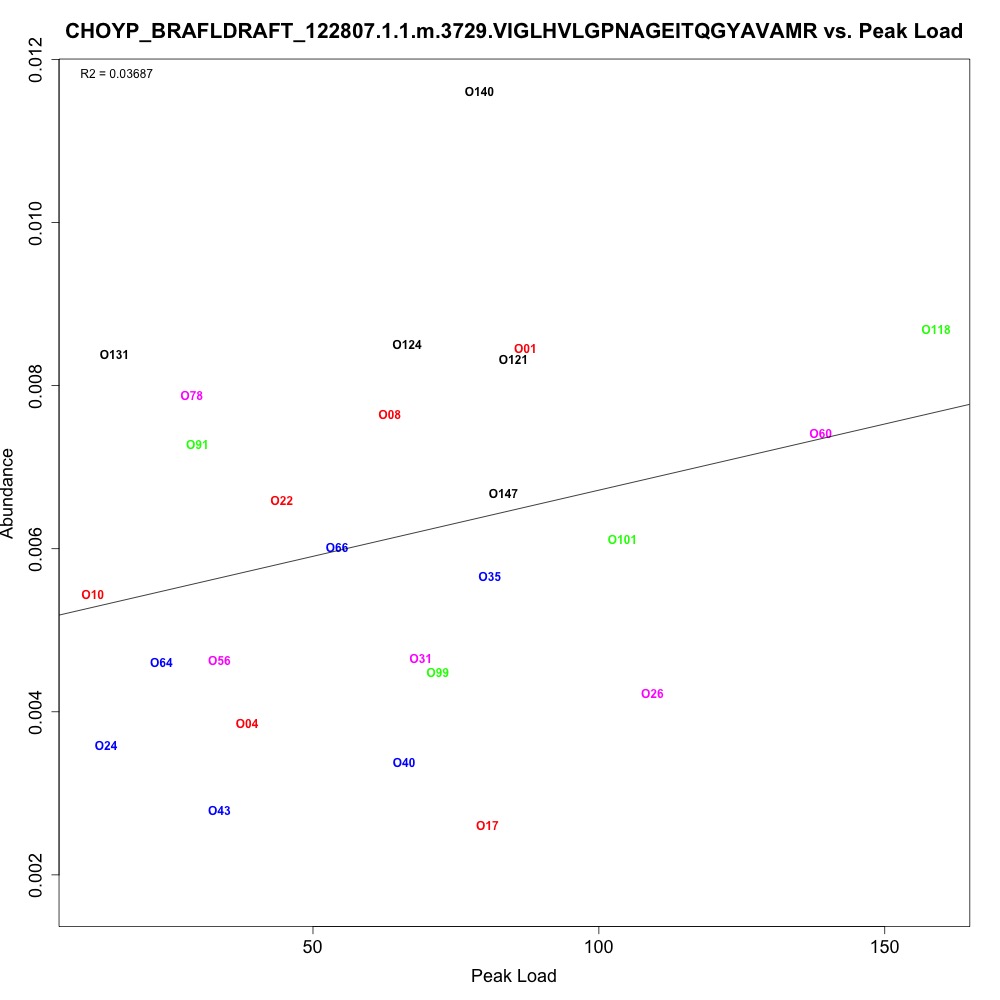 CHOYP_BRAFLDRAFT_122807.1.1.m.3729.VIGLHVLGPNAGEITQGYAVAMR vs. Peak Load
R2 = 0.03687
0.012
0.010
0.008
0.006
0.004
0.002
Abundance
O140
O118
O124
O01
O131
O121
O78
O08
O60
O91
O147
O22
O101
O66
O35
O10
O31
O56
O64
O99
O26
O04
O24
O40
O43
O17
50 100 150
Peak Load